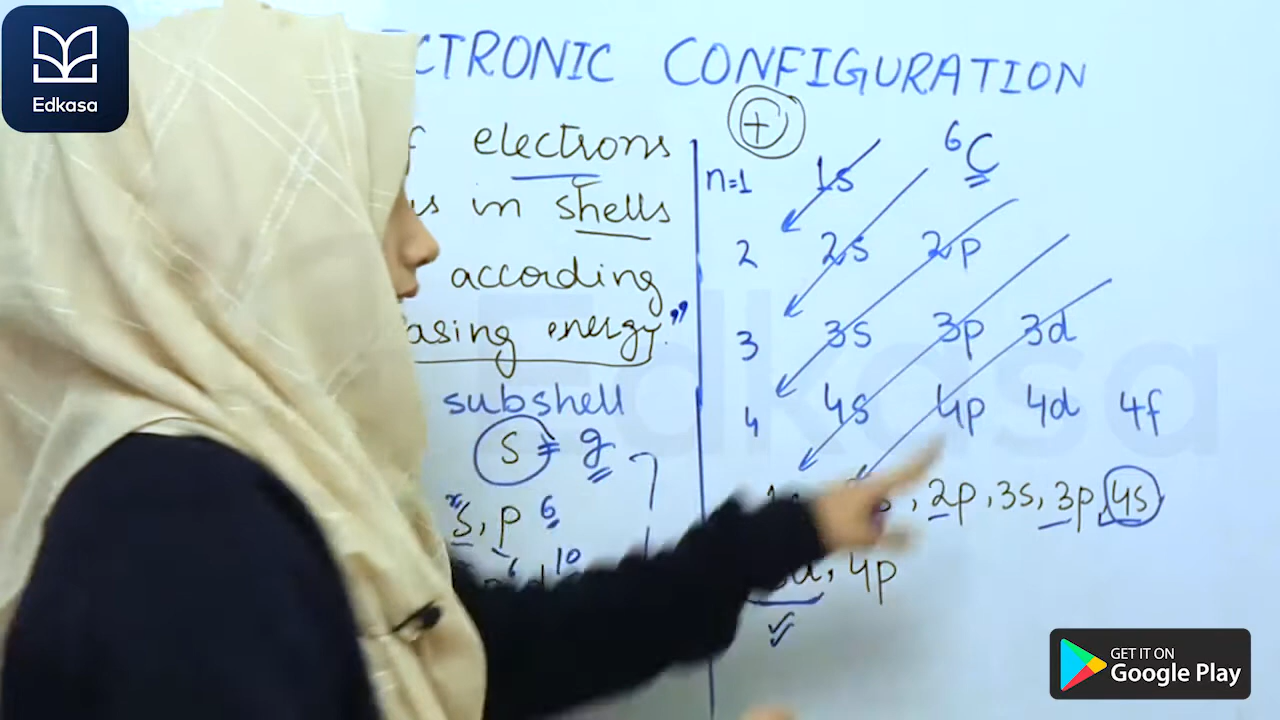 Edkasa
CTRONIC CONFIGURATION
f electrons
in shells
according
asing energy."
subshell
s ≠ g
s, p 6
10
+
6C
n=1 1s
2 2s 2p
3 3s 3p 3d
4 4s 4p 4d 4f
, 2p, 3s, 3p, 4s
, 4p
Edkasa
GET IT ON
Google Play